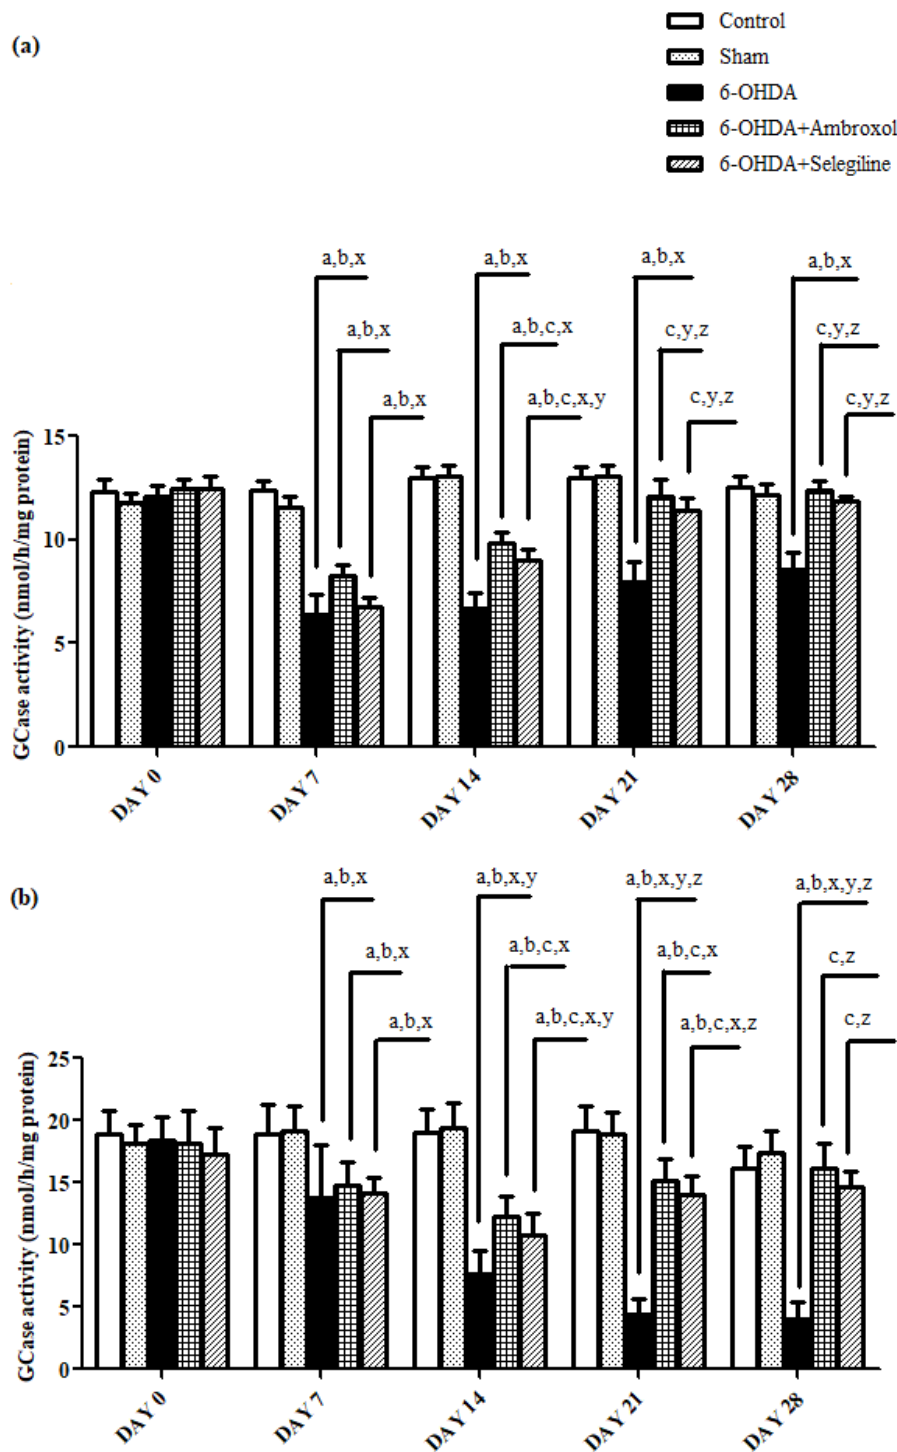 (a)
Control
Sham
6-OHDA
6-OHDA+Ambroxol
6-OHDA+Selegiline
a,b,x
a,b,x
a,b,x
a,b,x
a,b,c,x
a,b,c,x,y
a,b,x
c,y,z
c,y,z
a,b,x
c,y,z
c,y,z
GCase activity (nmol/h/mg protein)
15
10
5
0
DAY 0
DAY 7
DAY 14
DAY 21
DAY 28
(b)
a,b,x
a,b,x
a,b,x
a,b,x,y
a,b,c,x
a,b,c,x,y
a,b,x,y,z
a,b,c,x
a,b,c,x,z
a,b,x,y,z
c,z
c,z
GCase activity (nmol/h/mg protein)
25
20
15
10
5
0
DAY 0
DAY 7
DAY 14
DAY 21
DAY 28